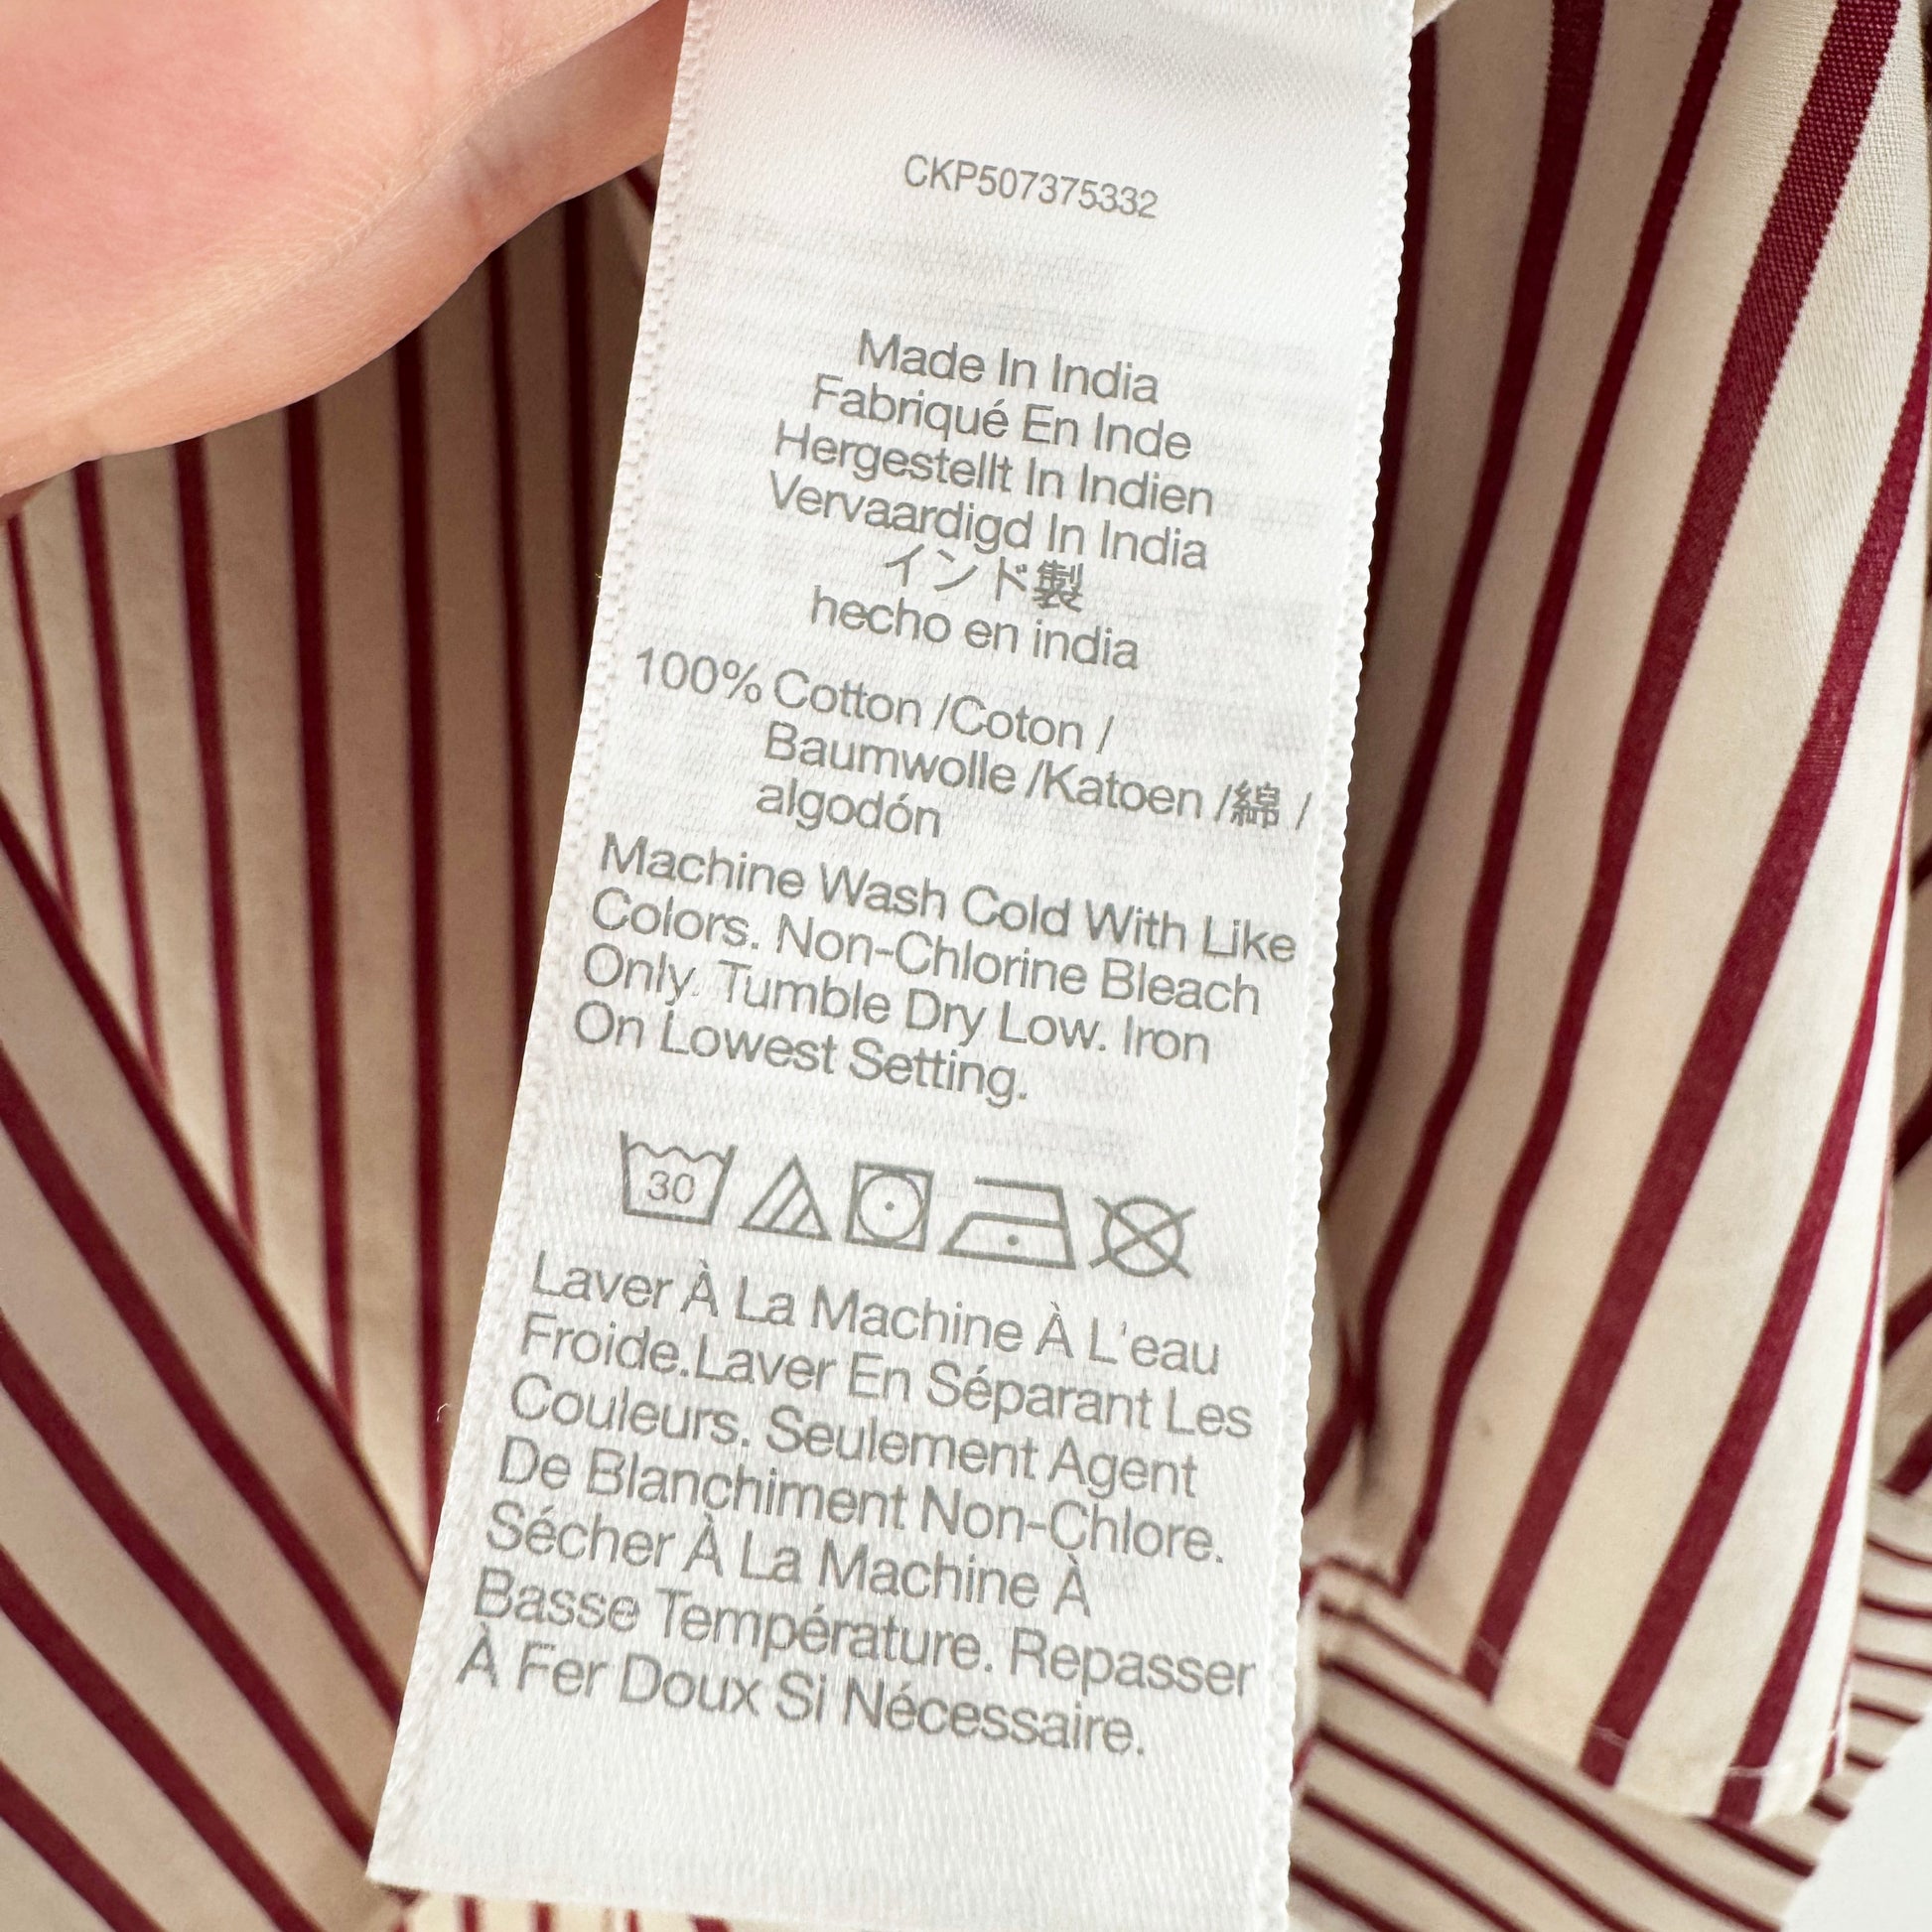 CKP507375332
Made In India
Fabriqué En Inde
Hergestellt In Indien
Vervaardigd In India
インド製
hecho en india
100% Cotton /Coton /
Baumwolle /Katoen /綿 /
algodón
Machine Wash Cold With Like
Colors. Non-Chlorine Bleach
Only. Tumble Dry Low. Iron
On Lowest Setting.
30
Laver À La Machine À L'eau
Froide.Laver En Séparant Les
Couleurs. Seulement Agent
De Blanchiment Non-Chlore.
Sécher À La Machine À
Basse Température. Repasser
À Fer Doux Si Nécessaire.